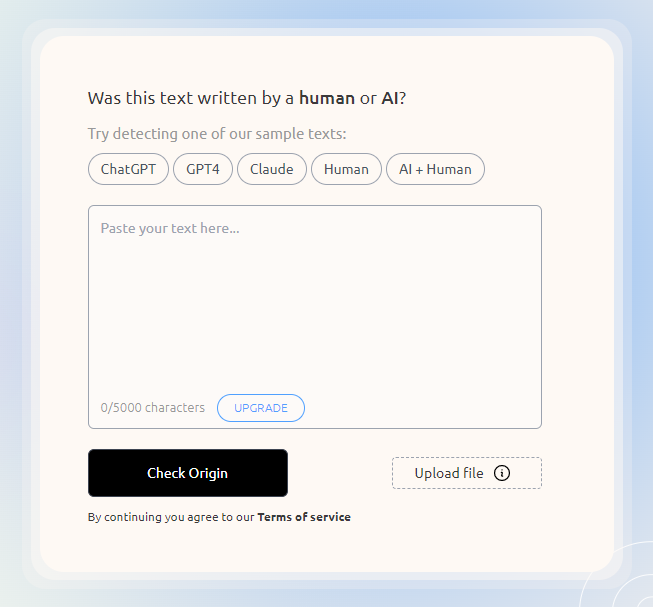 Was this text written by a human or AI?
Try detecting one of our sample texts:
ChatGPT GPT4 Claude Human AI + Human
Paste your text here...
0/5000 characters UPGRADE
Check Origin Upload file
By continuing you agree to our Terms of service